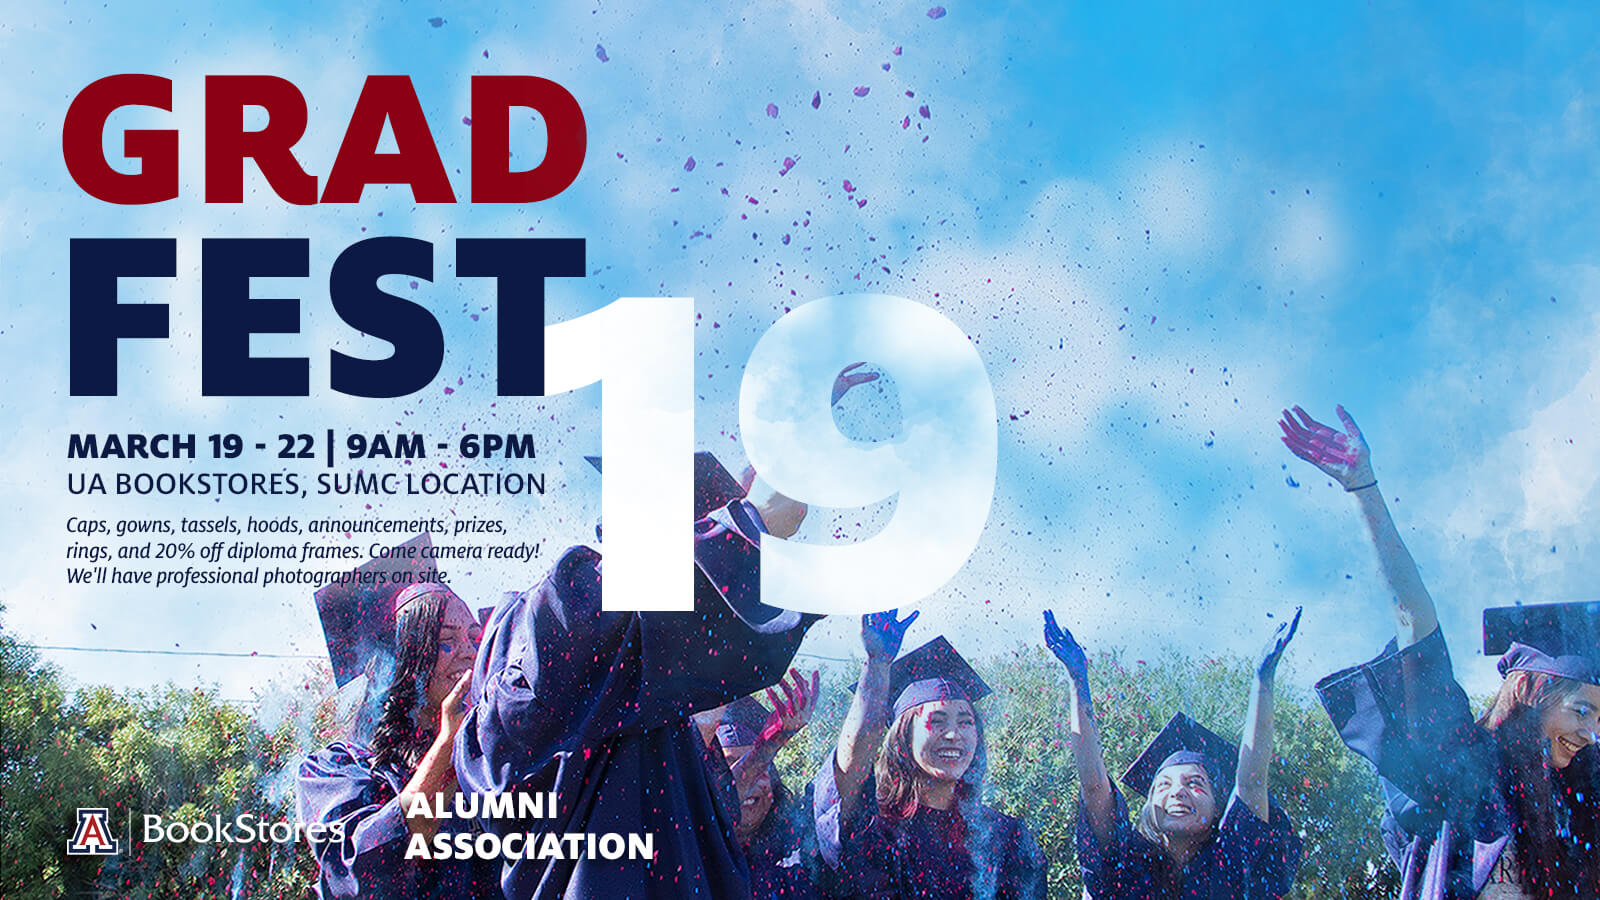 GRAD
FEST
19
MARCH 19 - 22 | 9AM - 6PM
UA BOOKSTORES, SUMC LOCATION
Caps, gowns, tassels, hoods, announcements, prizes,
rings, and 20% off diploma frames. Come camera ready!
We'll have professional photographers on site.
A BookStores
ALUMNI
ASSOCIATION